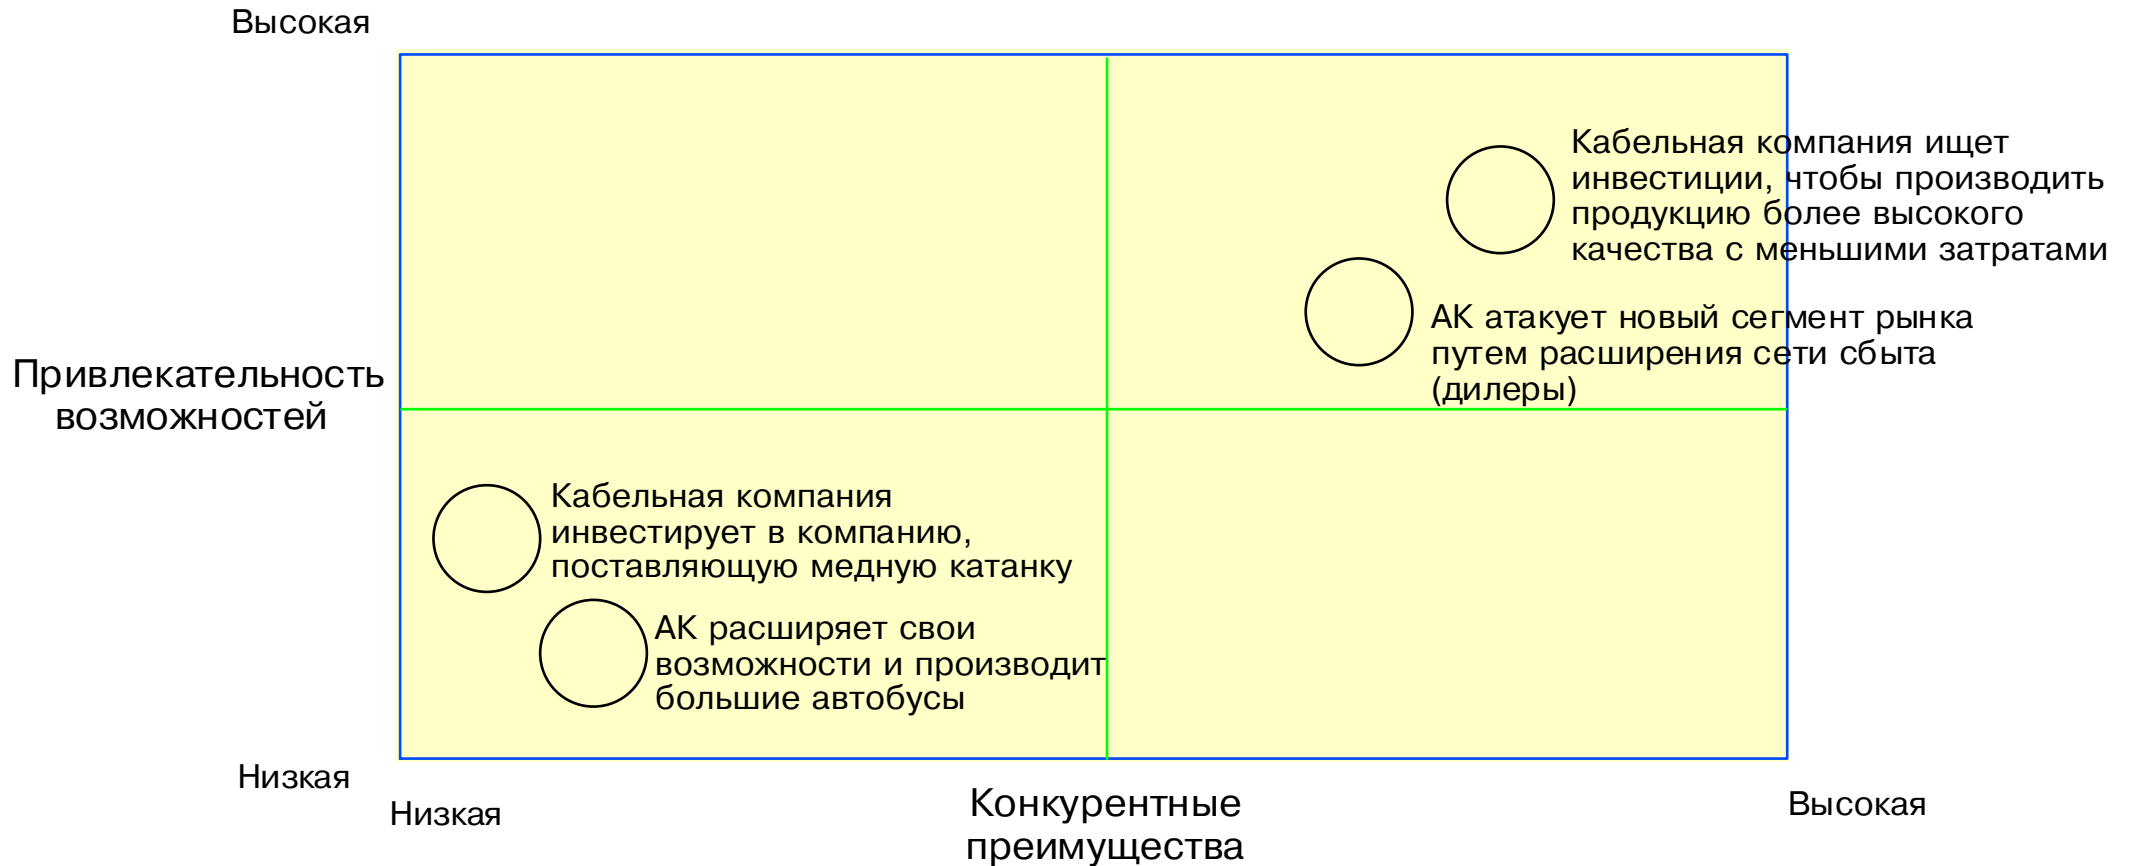 Высокая
Кабельная компания ищет
инвестиции, чтобы производить
продукцию более высокого
качества с меньшими затратами
АК атакует новый сегмент рынка
путем расширения сети сбыта
(дилеры)
Привлекательность
возможностей
Кабельная компания
инвестирует в компанию,
поставляющую медную катанку
АК расширяет свои
возможности и производит
большие автобусы
Низкая
Низкая
Конкурентные
преимущества
Высокая